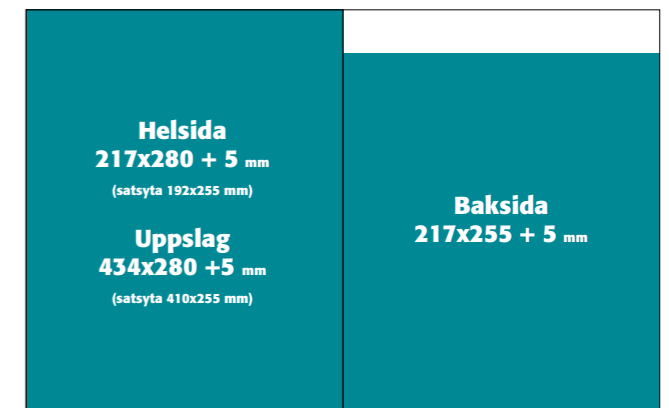 Helsida
217x280 + 5 mm
(satsyta 192x255 mm)
Uppslag
434x280 +5 mm
(satsyta 410x255 mm)
Baksida
217x255 + 5 mm